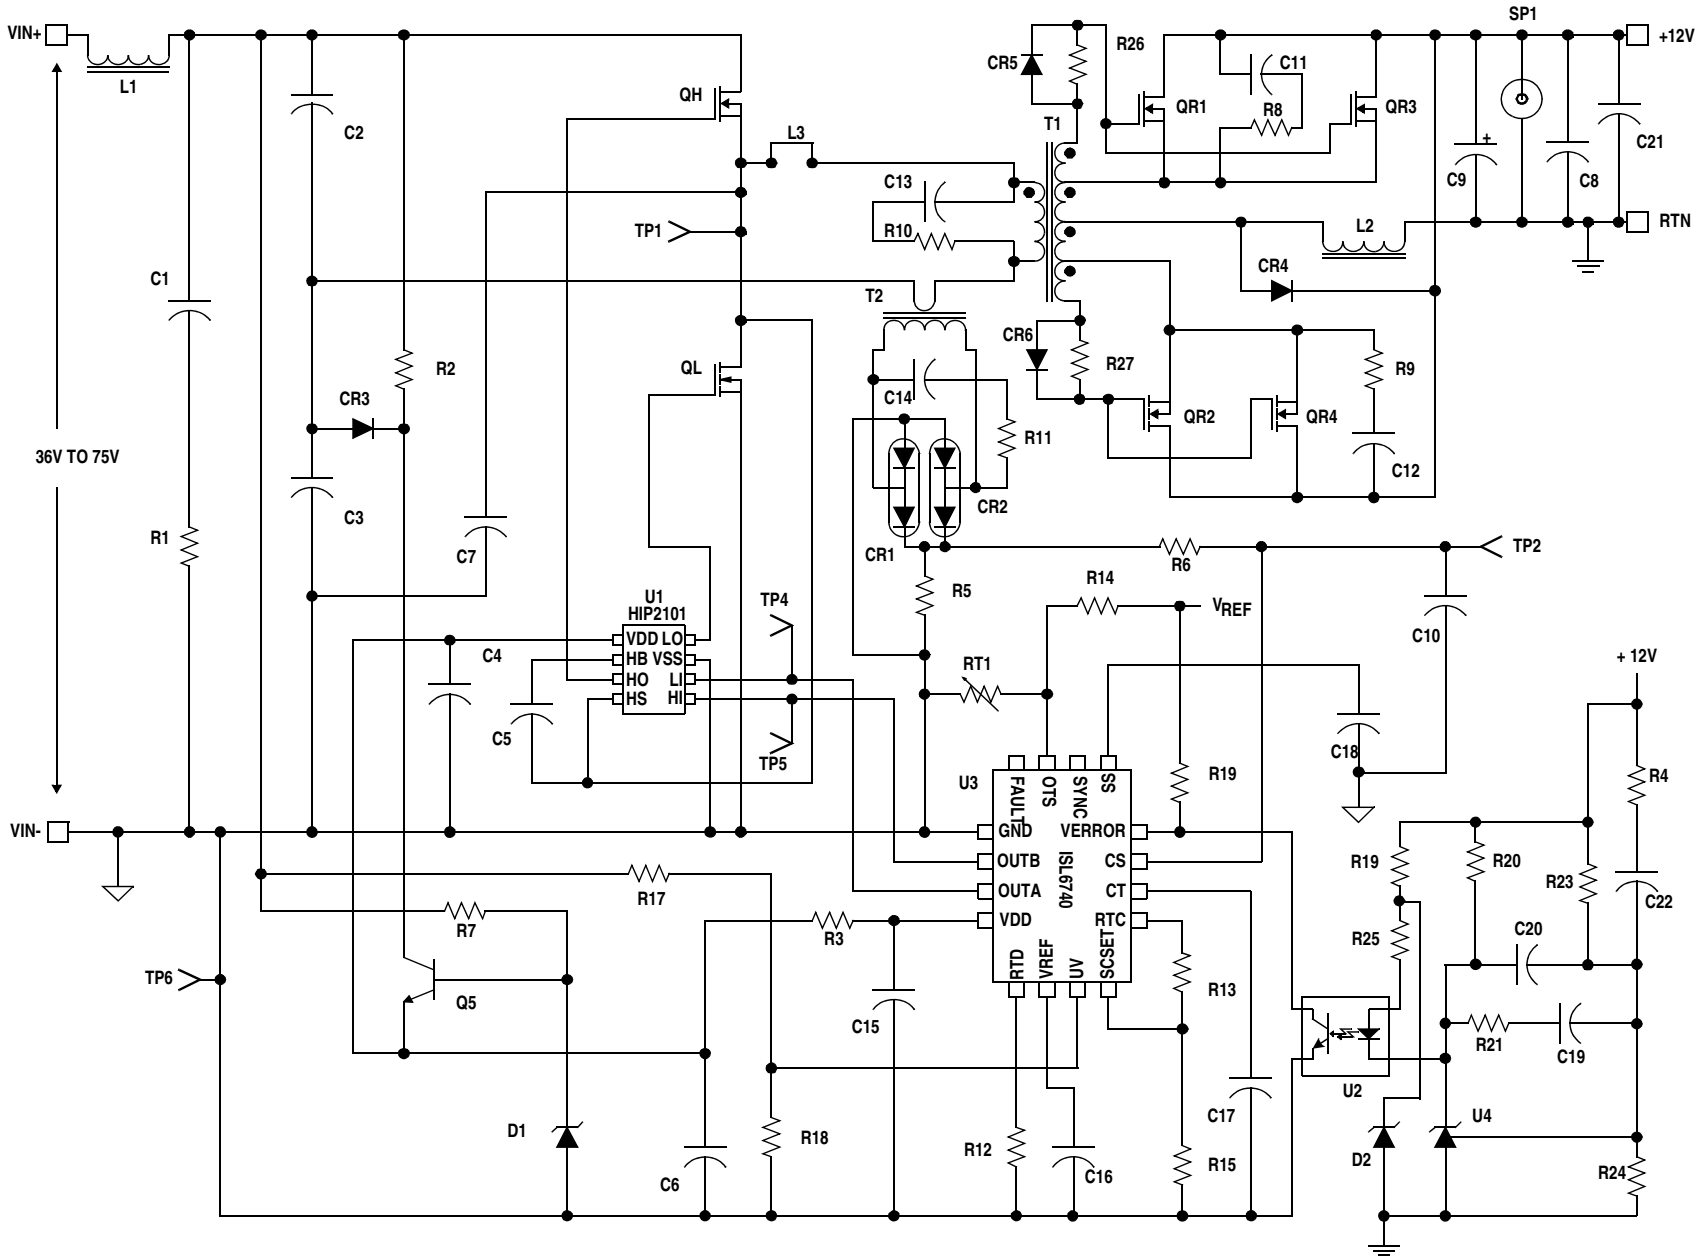 SP1
VIN+
+12V
R26
CR5
C11
L1
QH
QR1
R8
QR3
C2
T1
L3
C21
+
C9
C8
C13
TP1
R10
RTN
L2
CR4
C1
T2
CR6
R27
R2
QL
R9
CR3
C14
QR2
QR4
R11
36V TO 75V
C12
CR2
C3
R1
C7
CR1
R6
TP2
R5
R14
U1
HIP2101
TP4
VREF
C10
VDD LO
HB VSS
HO LI
HS HI
C4
RT1
+ 12V
C5
TP5
C18
U3
FAULT
OTS
SYNC
SS
R19
R4
VIN-
GND
VERROR
OUTB
ISL6740
CS
OUTA
CT
VDD
RTC
RTD
VREF
UV
SCSET
R19
R20
R23
C22
R17
R7
R3
R25
C20
TP6
Q5
R13
C15
R21
C19
U2
C17
U4
D1
R18
R12
C16
R15
D2
R24
C6